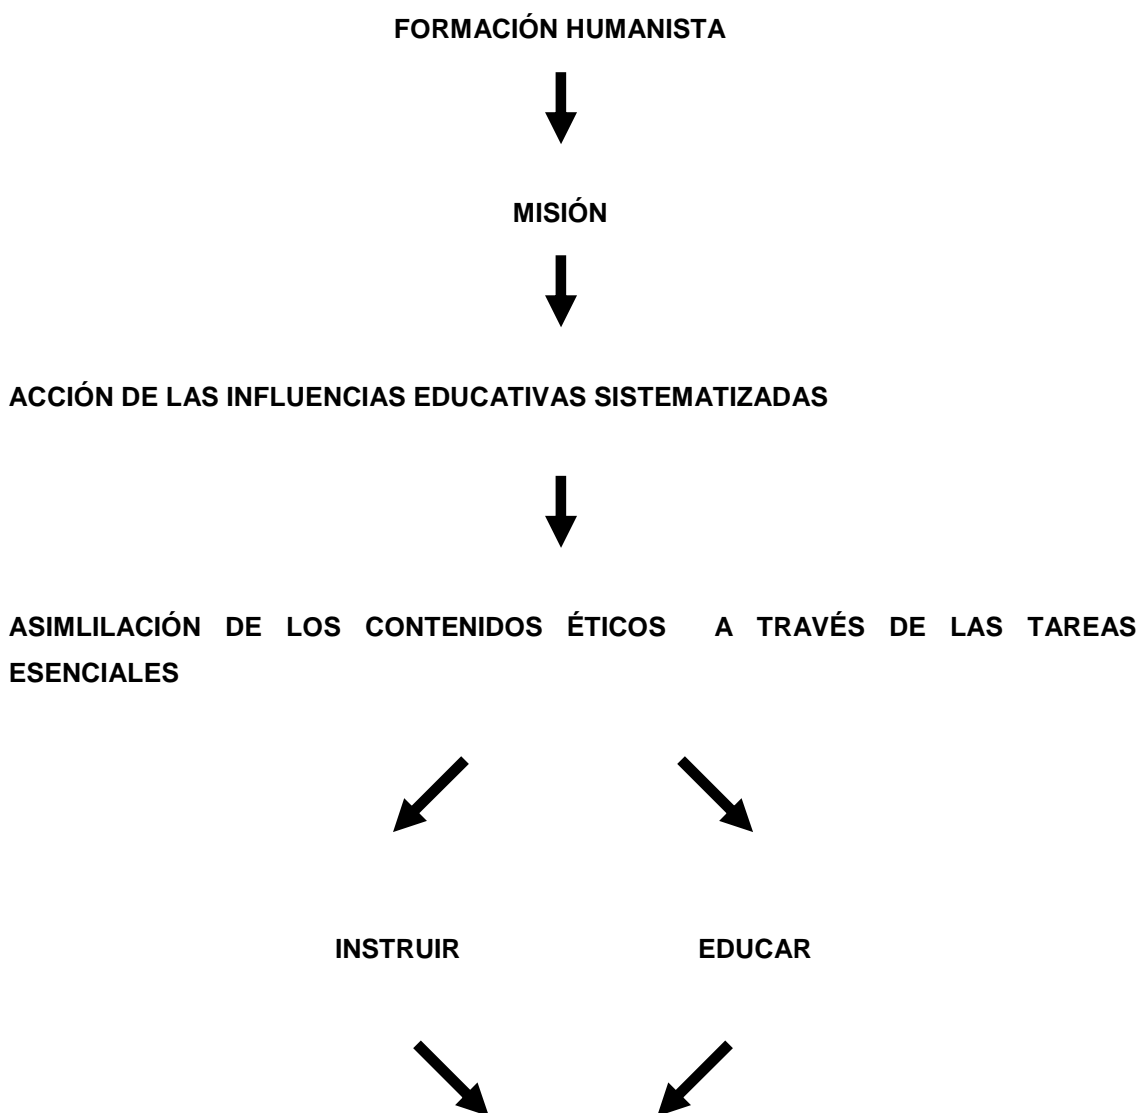 FORMACIÓN HUMANISTA
MISIÓN
ACCIÓN DE LAS INFLUENCIAS EDUCATIVAS SISTEMATIZADAS
ASIMLILACIÓN DE LOS CONTENIDOS ÉTICOS A TRAVÉS DE LAS TAREAS
ESENCIALES
INSTRUIR EDUCAR